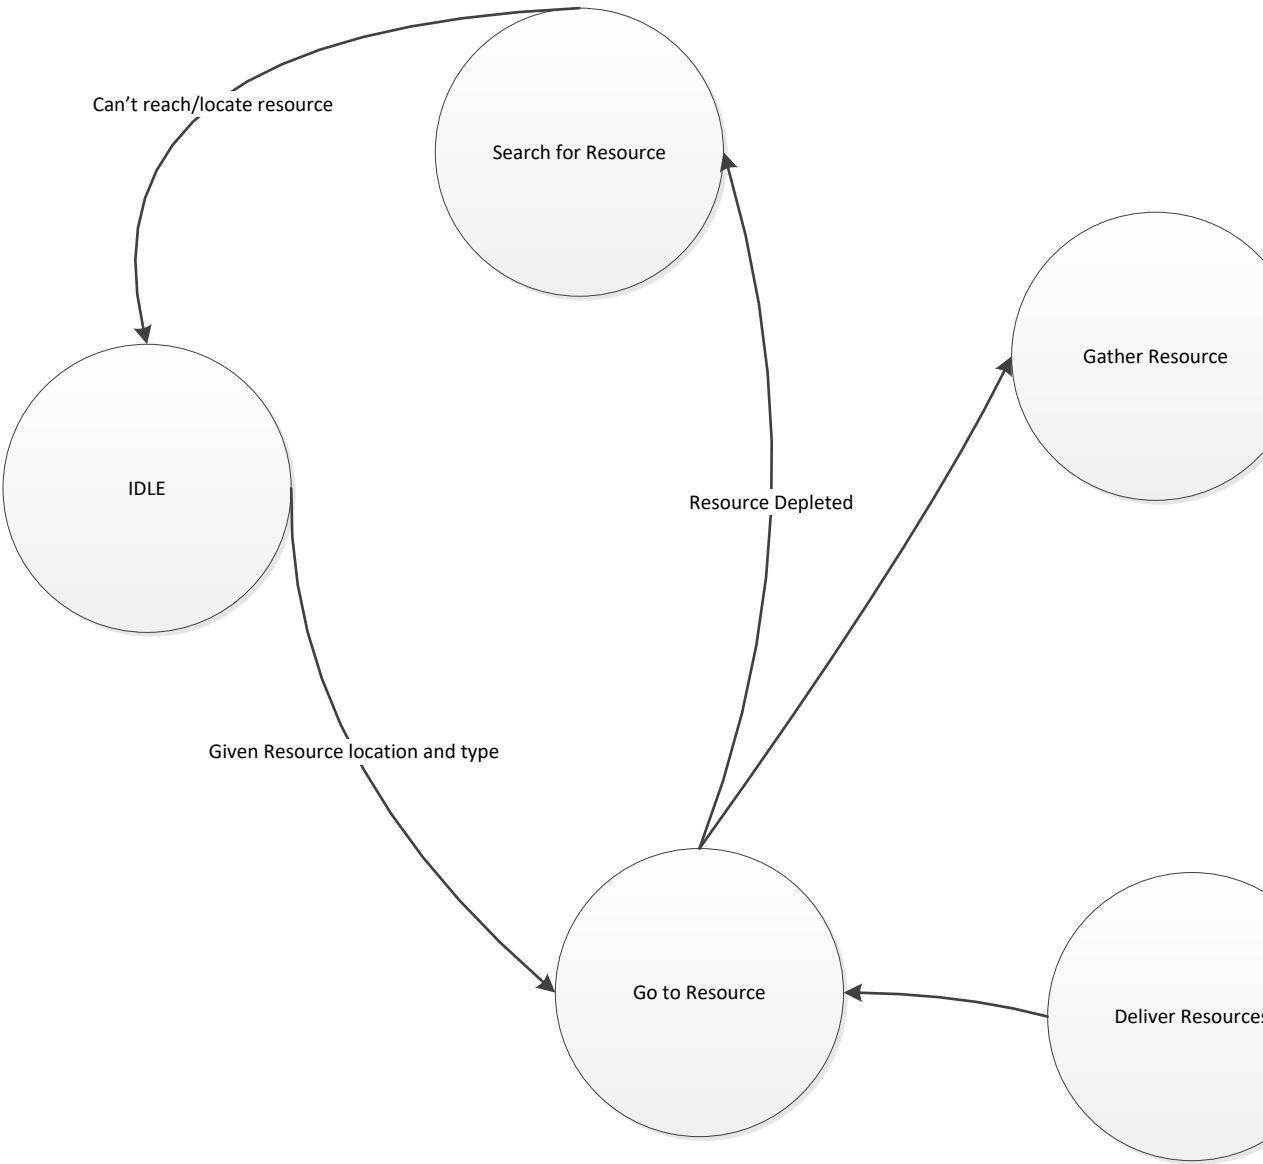 Can't reach/locate resource
Search for Resource
Gather Resource
IDLE
Resource Depleted
Given Resource location and type
Go to Resource
Deliver Resources